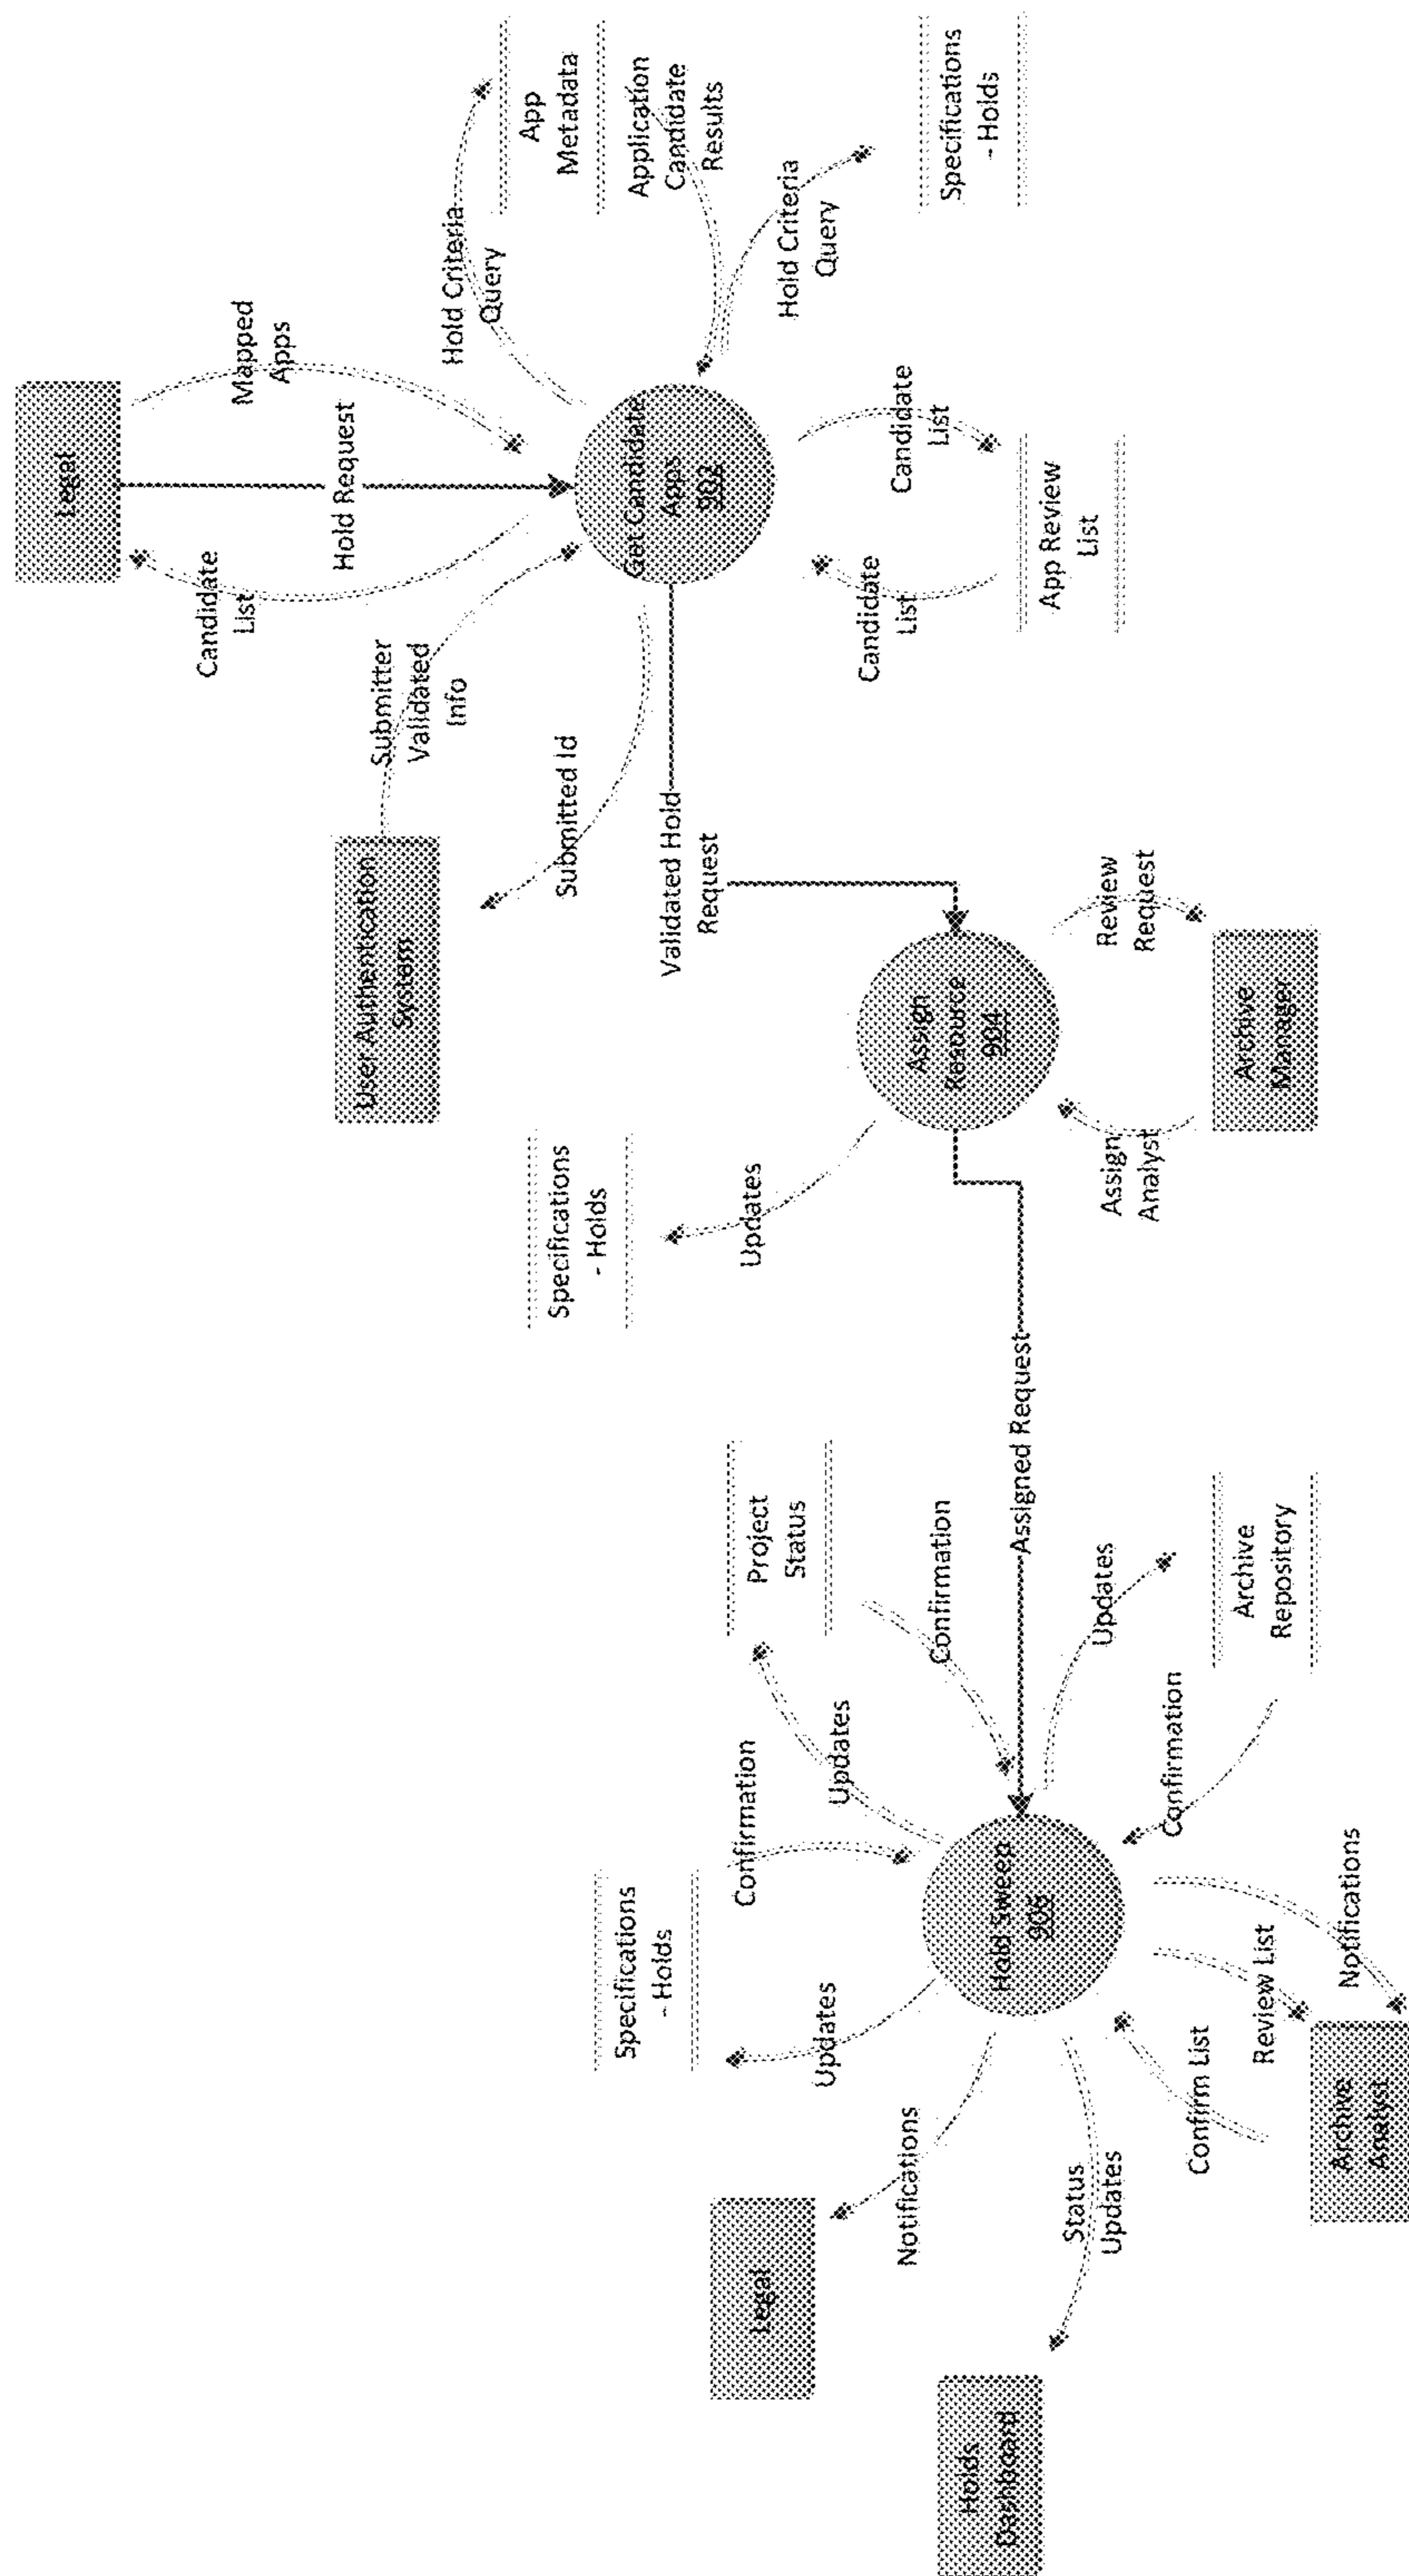 Legal
Mapped
Apps
Hold Request
Candidate
List
Hold Criteria
Query
App
Metadata
Application
Candidate
Results
Hold Criteria
Query
Specifications
- Holds
Get Candidate
Apps
902
Candidate
List
App Review
List
Candidate
List
Submitter
Validated
Info
User Authentication
System
Submitted Id
Validated Hold
Request
Assign
Resource
904
Review
Request
Archive
Manager
Assign
Analyst
Updates
Specifications
- Holds
Assigned Request
Project
Status
Confirmation
Updates
Updates
Archive
Repository
Confirmation
Specifications
- Holds
Confirmation
Updates
Hold Sweep
906
Notifications
Review List
Confirm List
Archive
Analyst
Notifications
Legal
Status
Updates
Holds
Dashboard